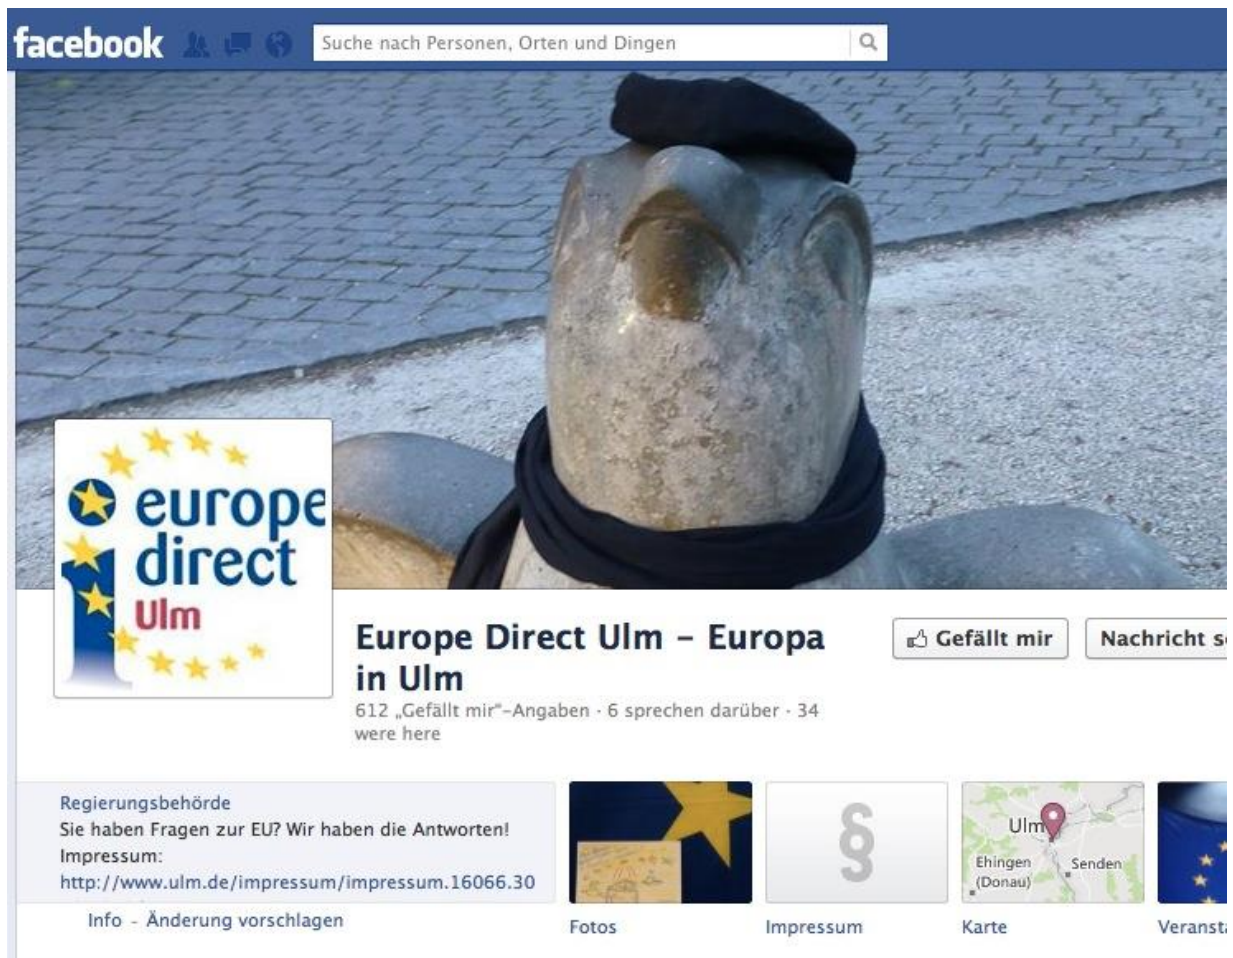 facebook
Suche nach Personen, Orten und Dingen
europe
direct
Ulm
Europe Direct Ulm – Europa
in Ulm
Gefällt mir
Nachricht
612 „Gefällt mir“-Angaben · 6 sprechen darüber · 34
were here
Regierungsbehörde
Sie haben Fragen zur EU? Wir haben die Antworten!
Impressum:
http://www.ulm.de/impressum/impressum.16066.30
Info - Änderung vorschlagen
§
Ulm
Ehingen
(Donau)
Senden
Fotos
Impressum
Karte